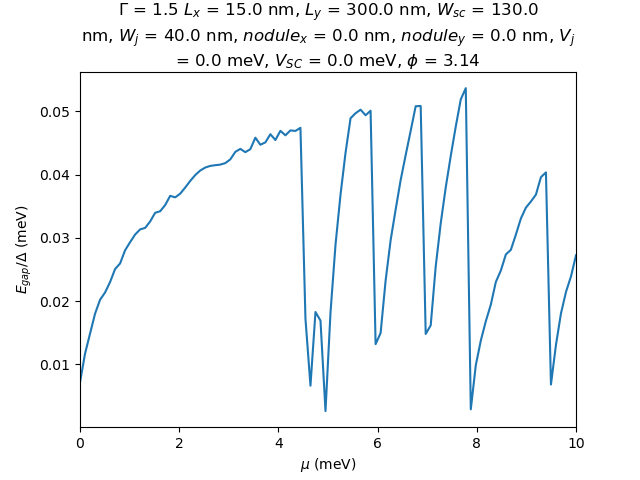 Γ = 1.5 Lₓ = 15.0 nm, L_y = 300.0 nm, W_sc = 130.0
nm, W_j = 40.0 nm, noduleₓ = 0.0 nm, nodule_y = 0.0 nm, V_j
= 0.0 meV, V_SC = 0.0 meV, ϕ = 3.14
0.05
0.04
0.03
0.02
0.01
E_gap/Δ (meV)
0 2 4 6 8 10
μ (meV)